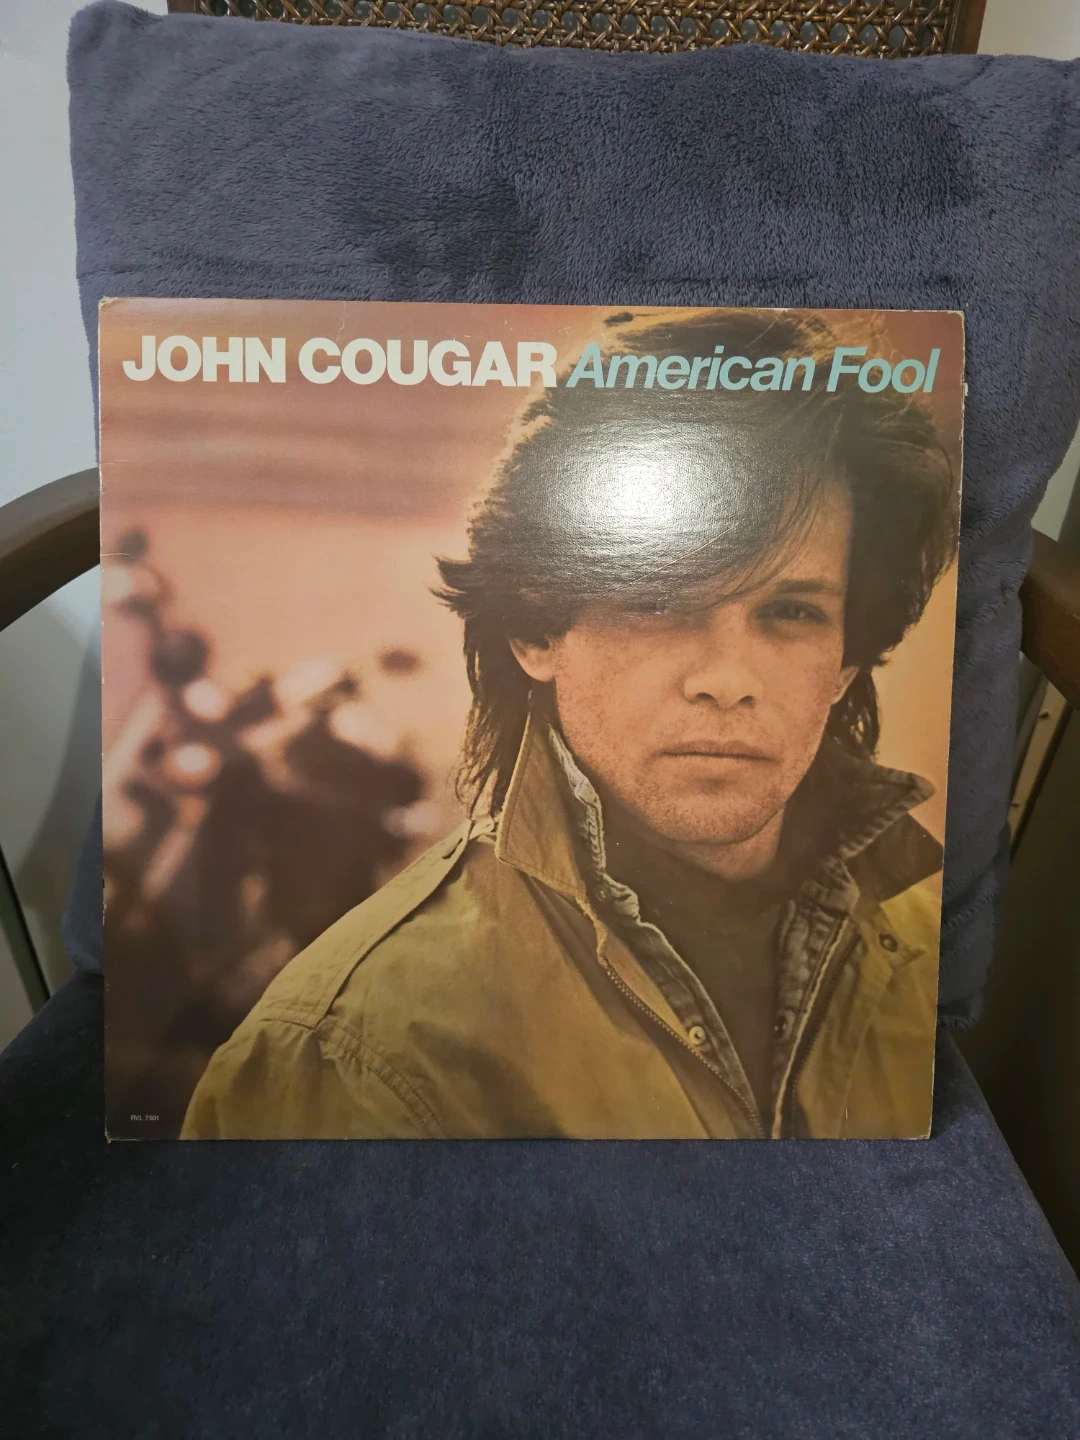 JOHN COUGAR American Fool
RVL 7501